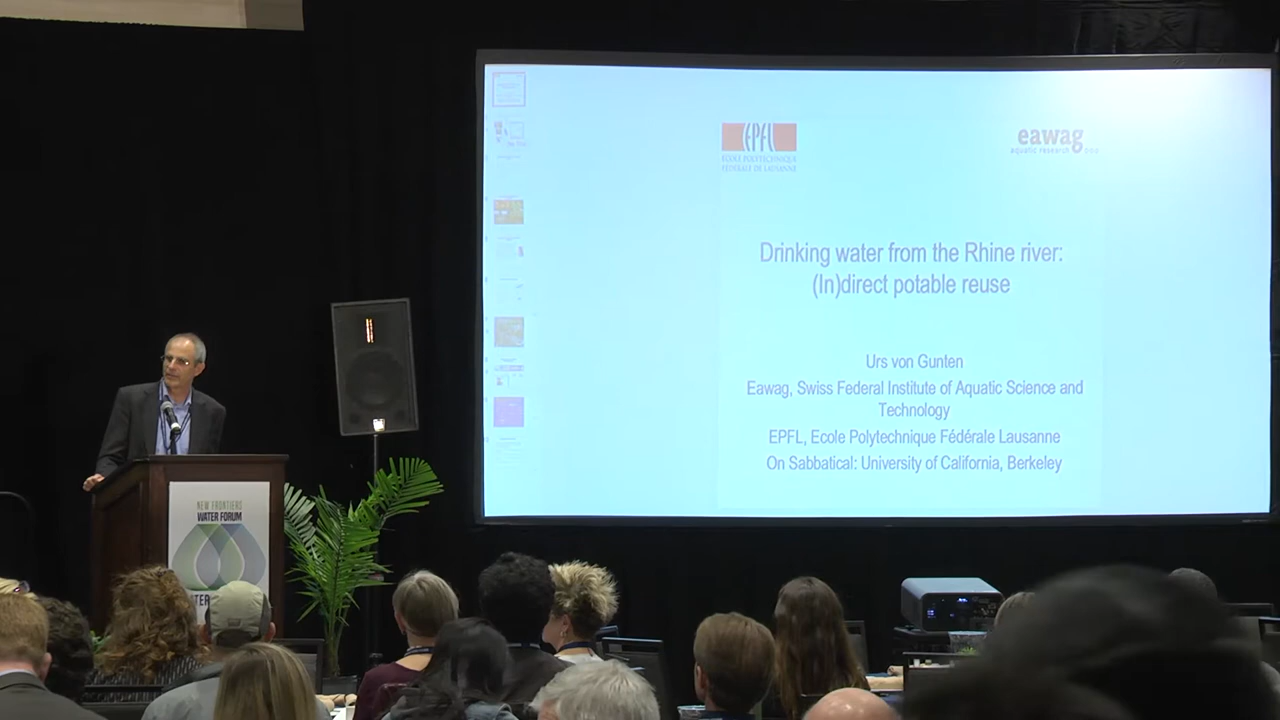 EPFL
ÉCOLE POLYTECHNIQUE
FÉDÉRALE DE LAUSANNE
eawag
aquatic research
Drinking water from the Rhine river:
(In)direct potable reuse
Urs von Gunten
Eawag, Swiss Federal Institute of Aquatic Science and
Technology
EPFL, Ecole Polytechnique Fédérale Lausanne
On Sabbatical: University of California, Berkeley
NEW FRONTIERS
WATER FORUM